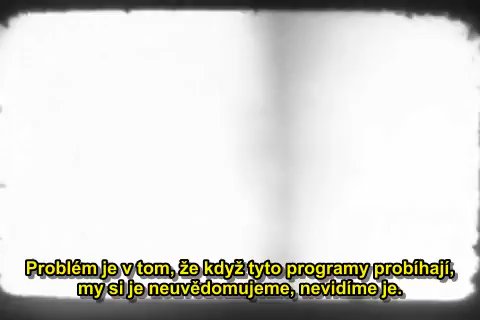 Problém je v tom, že když tyto programy probíhají,
my si je neuvědomujeme, nevidíme je.